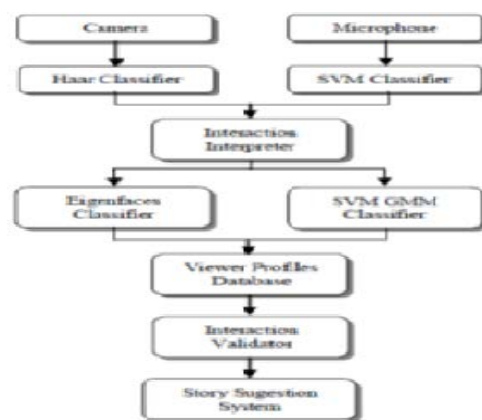 Camera
Microphone
Haar Classifier
SVM Classifier
Interaction
Interpreter
Eigenfaces
Classifier
SVM GMM
Classifier
Viewer Profiles
Database
Interaction
Validator
Story Sugestion
System